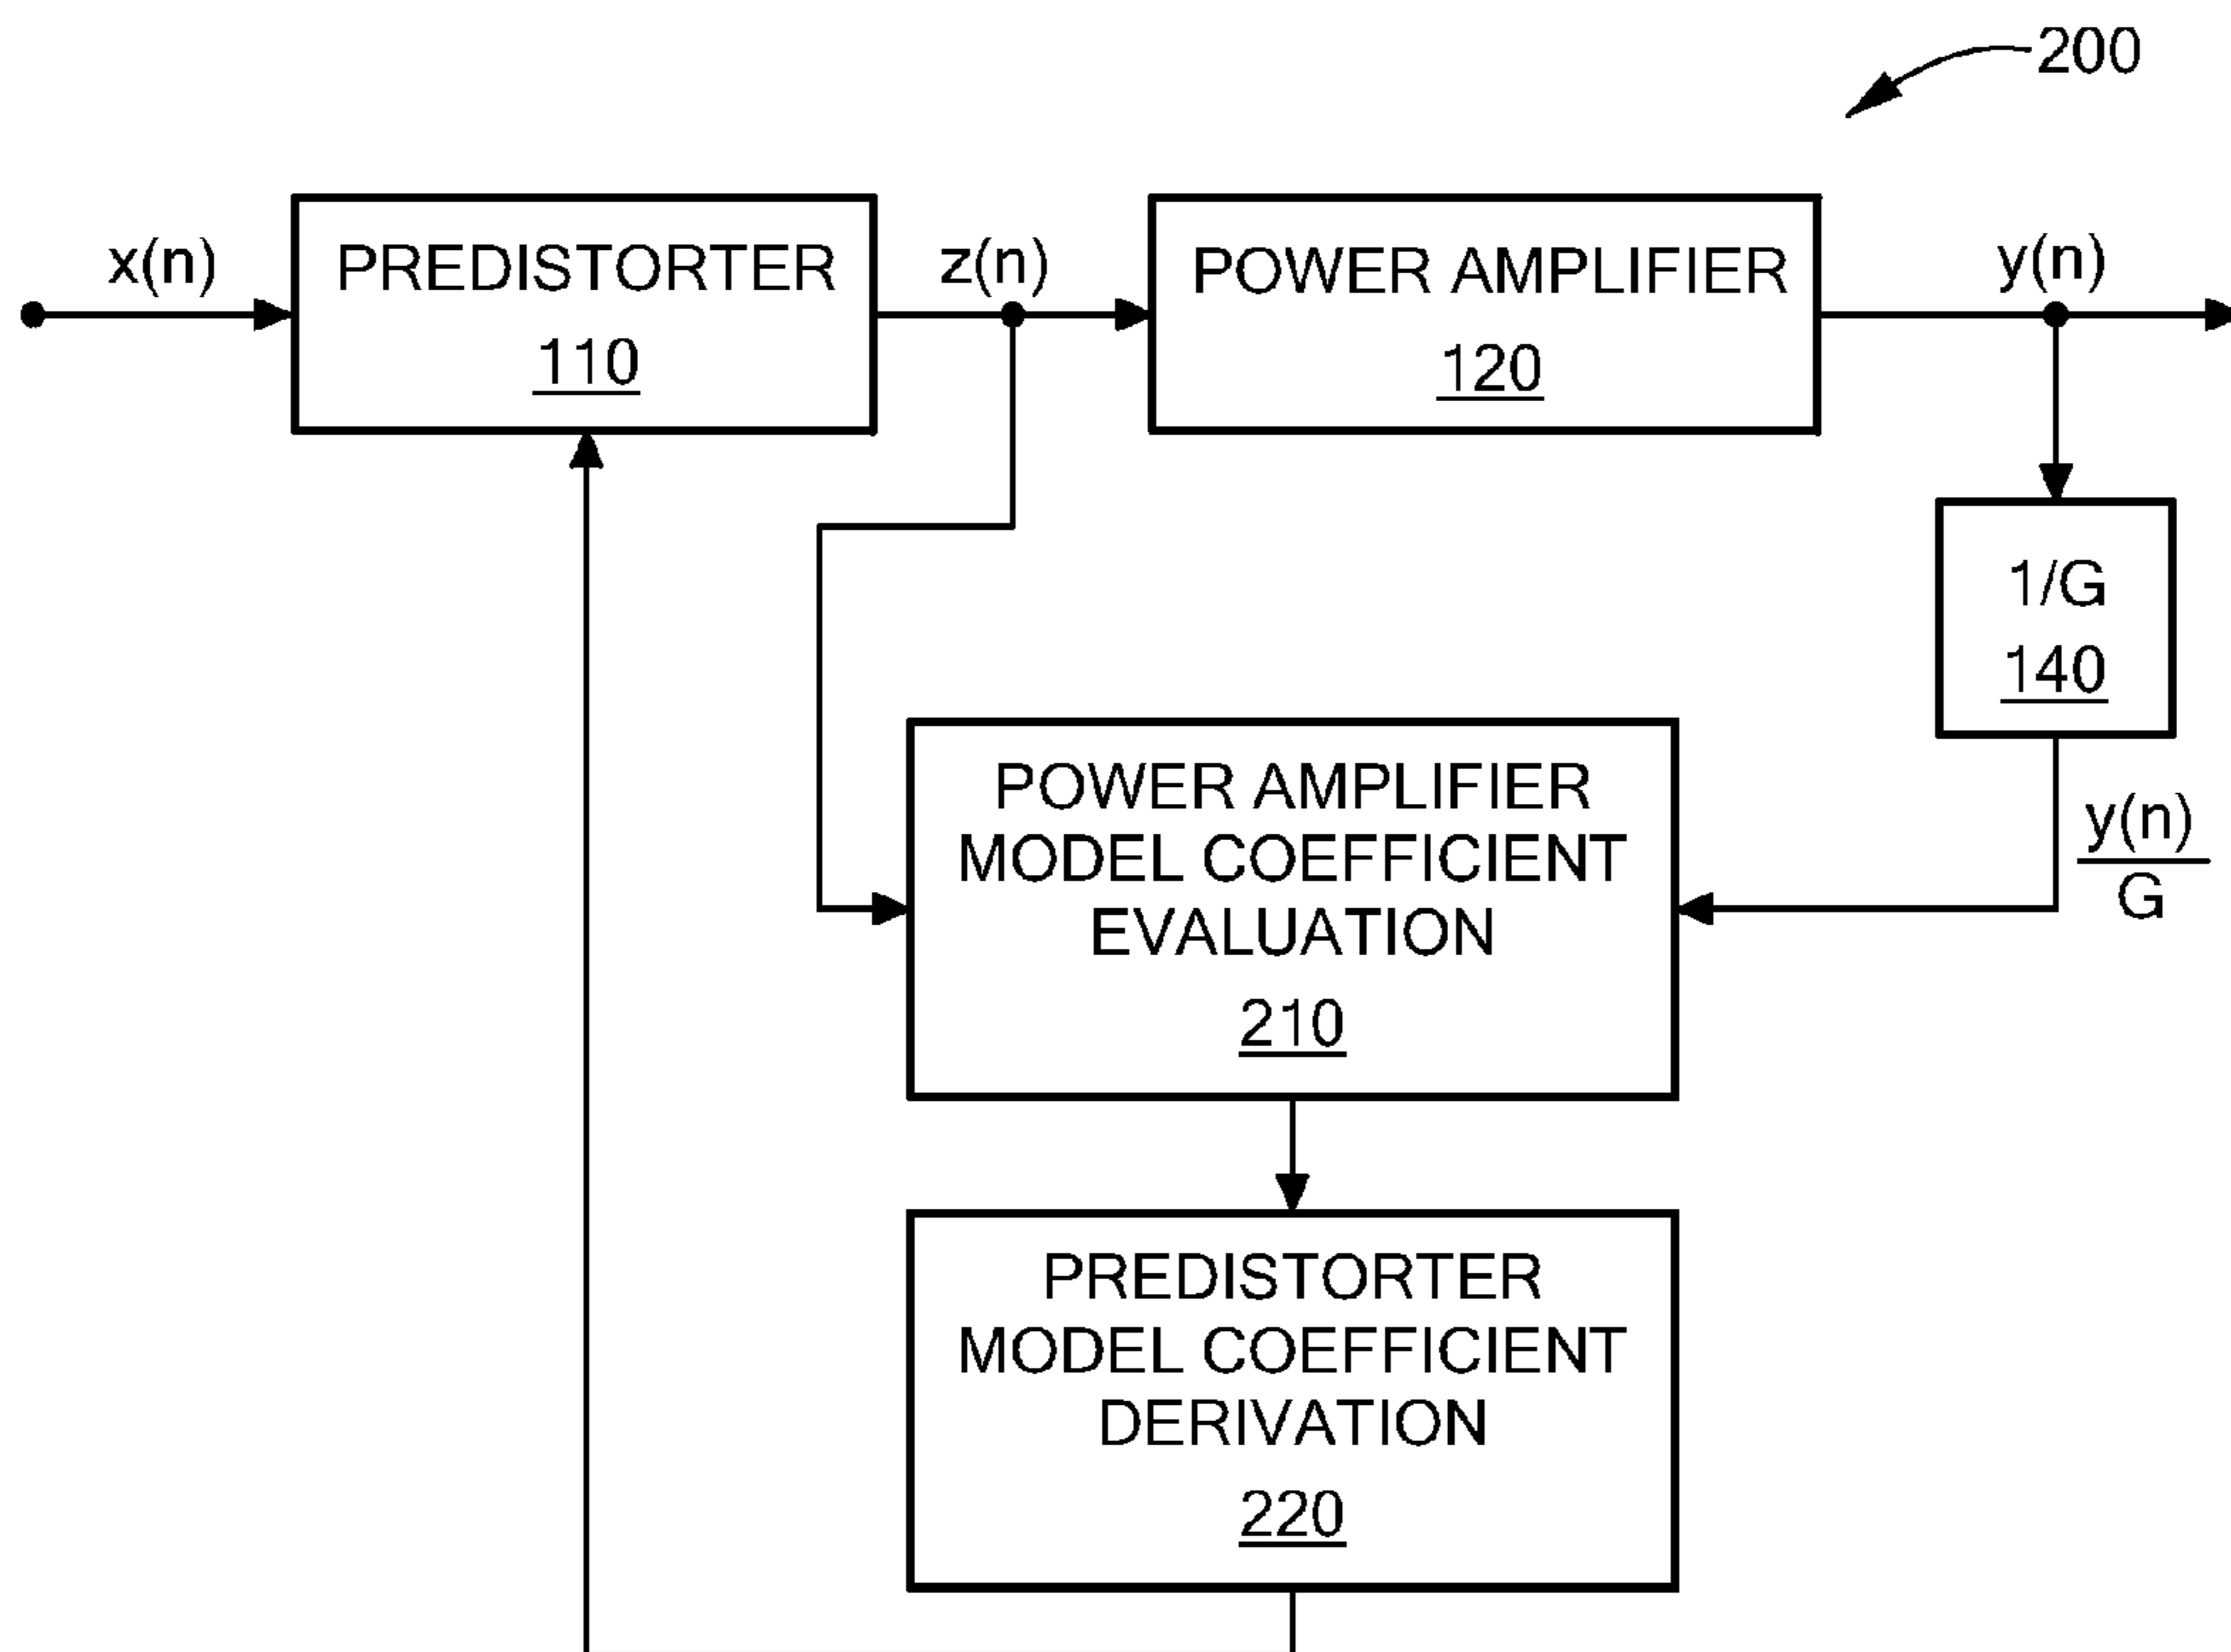 200
x(n)
PREDISTORTER
110
z(n)
POWER AMPLIFIER
120
y(n)
1/G
140
y(n)
G
POWER AMPLIFIER
MODEL COEFFICIENT
EVALUATION
210
PREDISTORTER
MODEL COEFFICIENT
DERIVATION
220